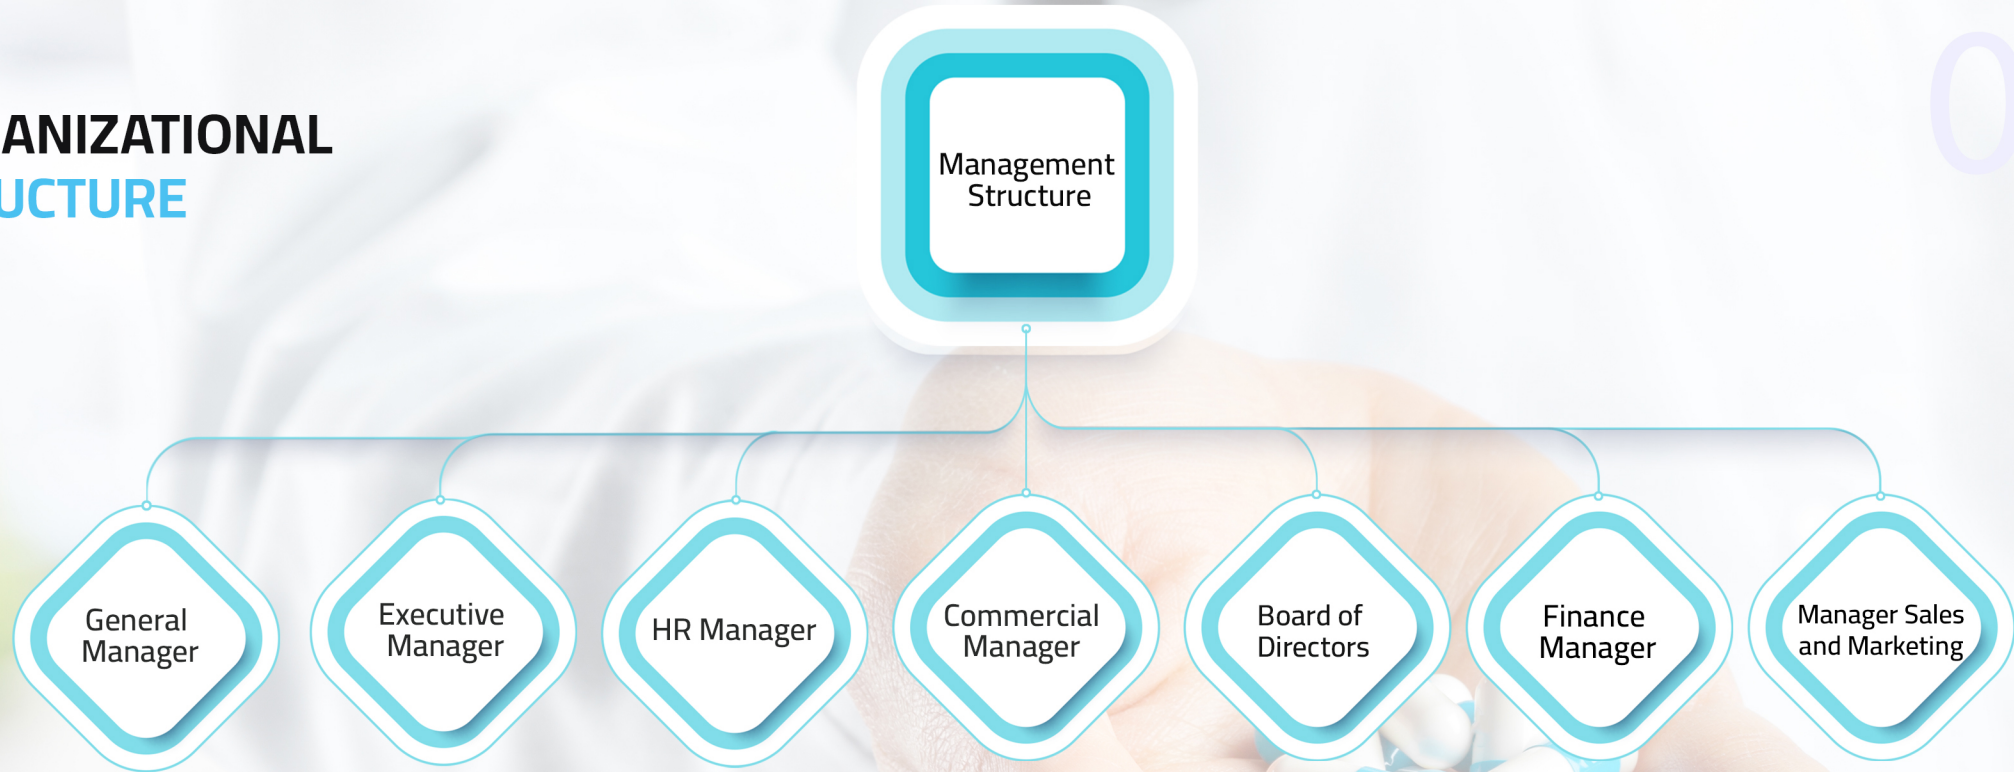 ANIZATIONAL
UCTURE
0
Management
Structure
General
Manager
Executive
Manager
HR Manager
Commercial
Manager
Board of
Directors
Finance
Manager
Manager Sales
and Marketing